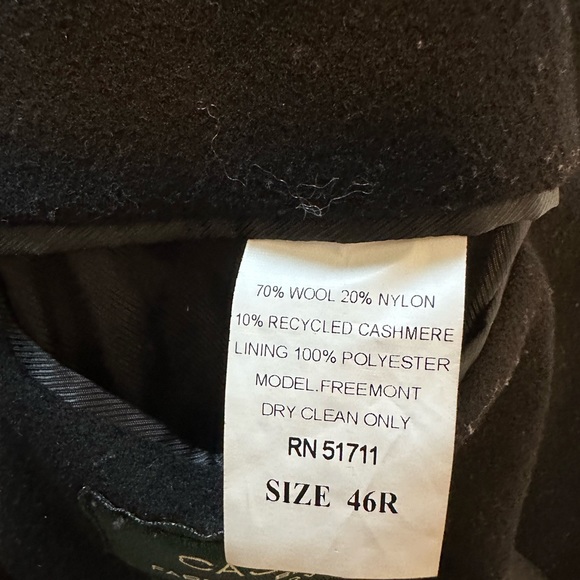 70% WOOL 20% NYLON
10% RECYCLED CASHMERE
LINING 100% POLYESTER
MODEL.FREEMONT
DRY CLEAN ONLY
RN 51711
SIZE 46R